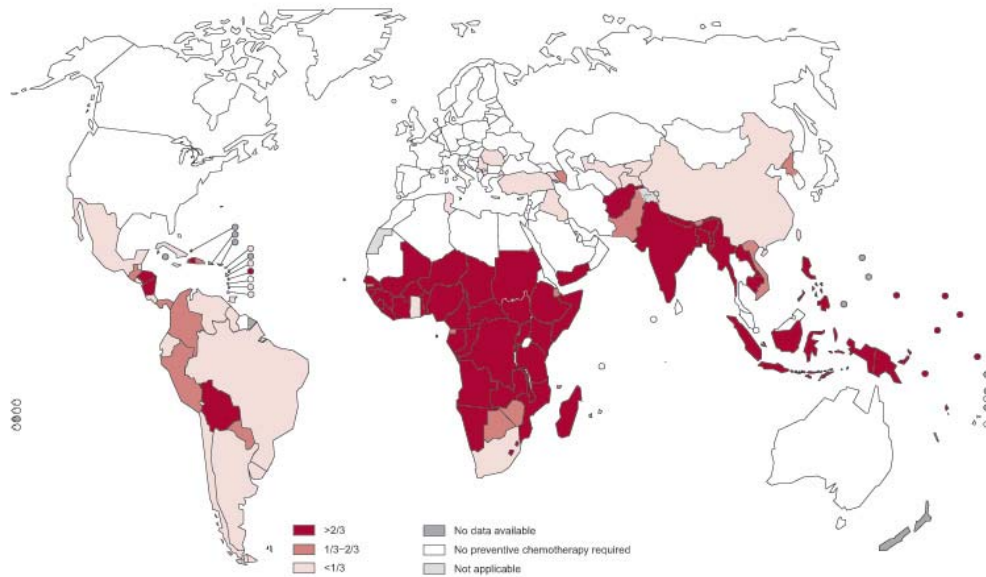 >2/3
1/3–2/3
<1/3
No data available
No preventive chemotherapy required
Not applicable